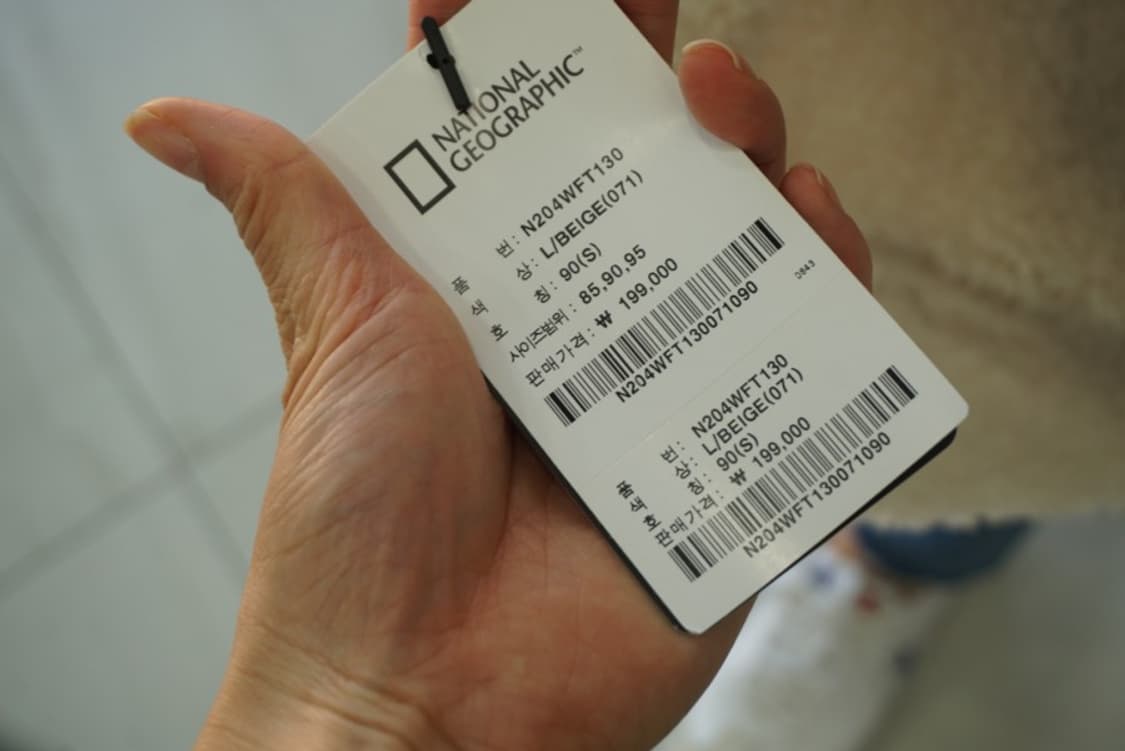 NATIONAL
GEOGRAPHIC™
품 번 : N204WFT130
색 상 : L/BEIGE(071)
호 칭 : 90(S)
사이즈범위 : 85,90,95
판매가격 : ₩ 199,000
N204WFT130071090
0843
품 번 : N204WFT130
색 상 : L/BEIGE(071)
호 칭 : 90(S)
판매가격 : ₩ 199,000
N204WFT130071090